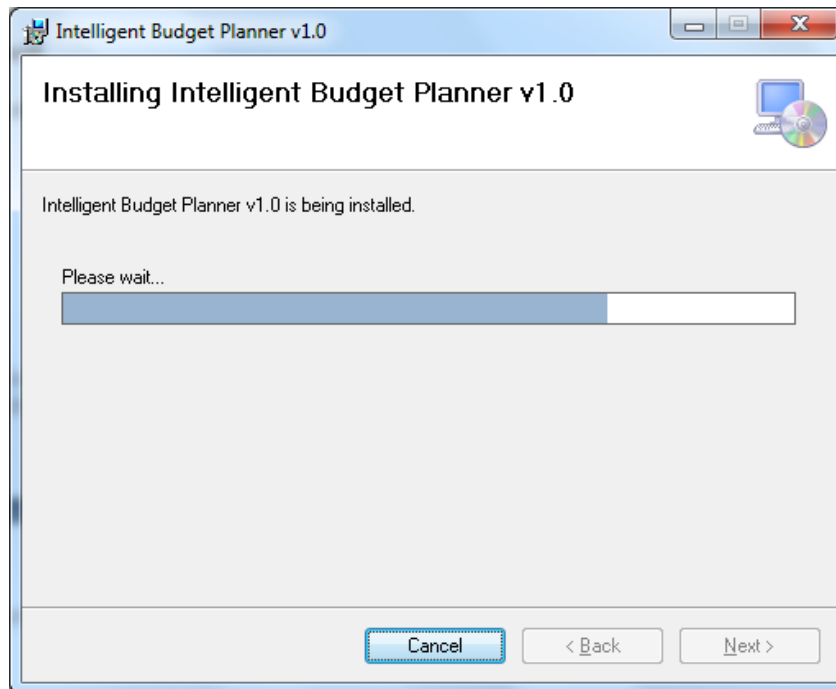 Intelligent Budget Planner v1.0
Installing Intelligent Budget Planner v1.0
Intelligent Budget Planner v1.0 is being installed.
Please wait...
Cancel
< Back
Next >